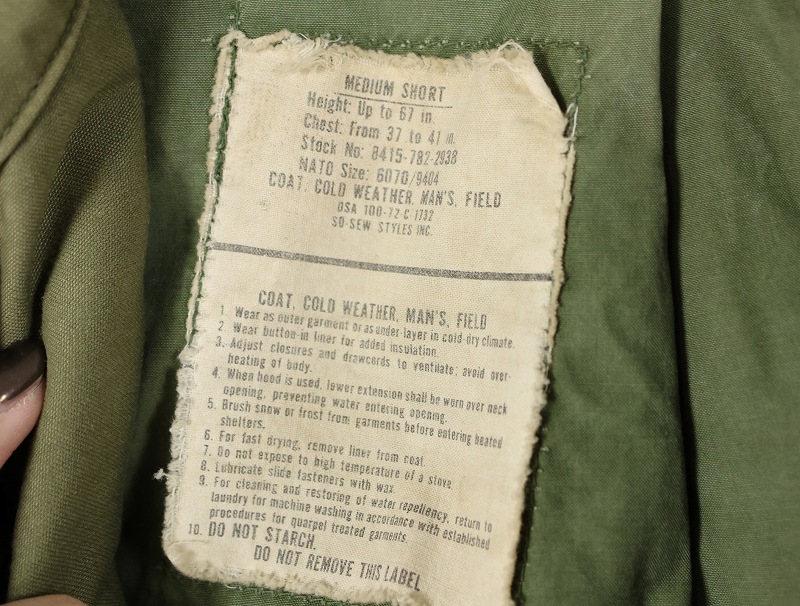 MEDIUM SHORT
Height: Up to 67 in.
Chest: From 37 to 41 in.
Stock No: 8415-782-2938
NATO Size: 6070/9404
COAT, COLD WEATHER, MAN'S, FIELD
DSA 100-72-C 1732
SO-SEW STYLES INC.
COAT, COLD WEATHER, MAN'S, FIELD
1. Wear as outer garment or as under-layer in cold-dry climate.
2. Wear button-in liner for added insulation.
3. Adjust closures and drawcords to ventilate; avoid over-
heating of body.
4. When hood is used, lower extension shall be worn over neck
opening, preventing water entering opening.
5. Brush snow or frost from garments before entering heated
shelters.
6. For fast drying, remove liner from coat.
7. Do not expose to high temperature of a stove
8. Lubricate slide fasteners with wax.
9. For cleaning and restoring of water repellency, return to
laundry for machine washing in accordance with established
procedures for quarpel treated garments.
10. DO NOT STARCH.
DO NOT REMOVE THIS LABEL